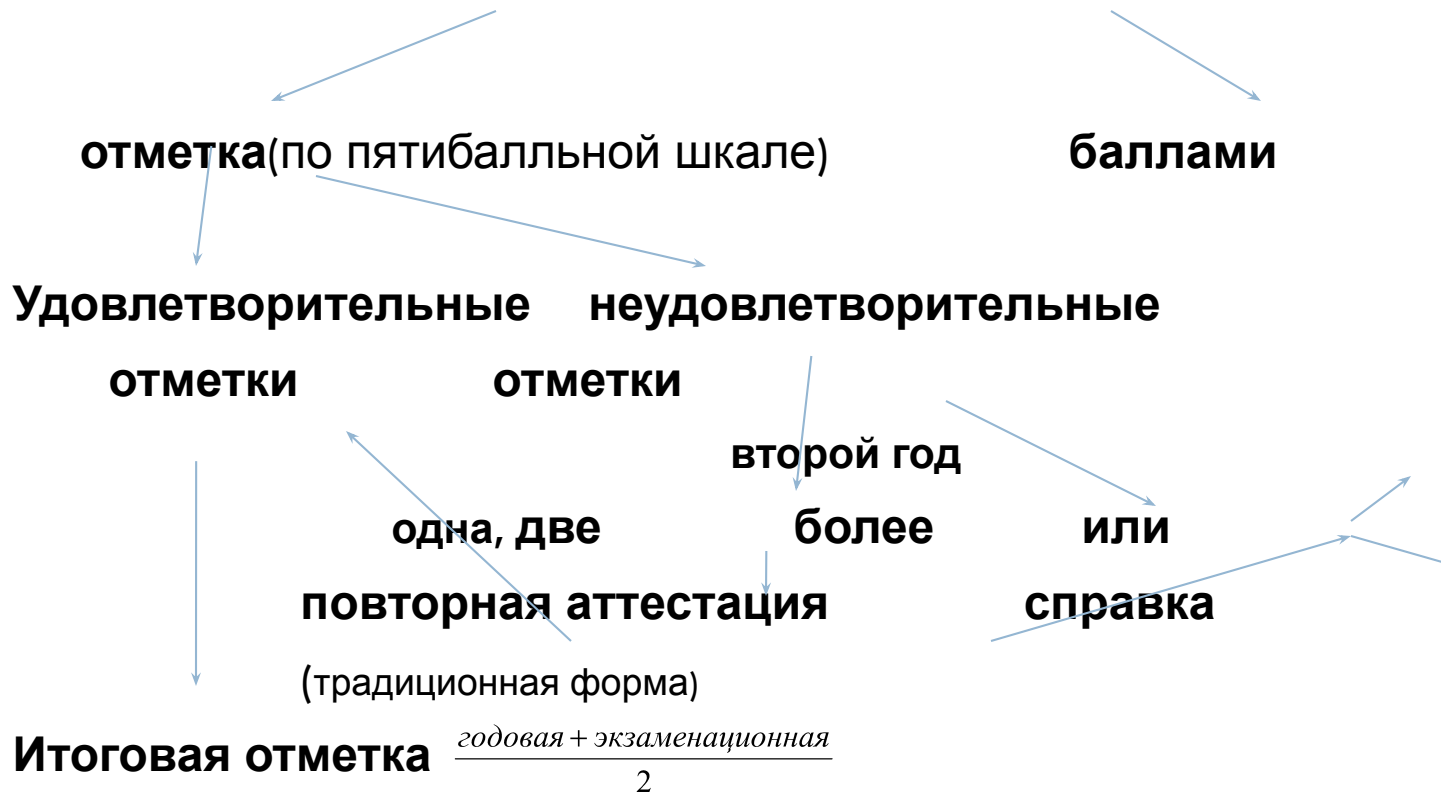 отметка(по пятибалльной шкале) баллами
Удовлетворительные неудовлетворительные
отметки отметки
второй год
одна, две более или
повторная аттестация справка
(традиционная форма)
Итоговая отметка годовая + экзаменационная
2